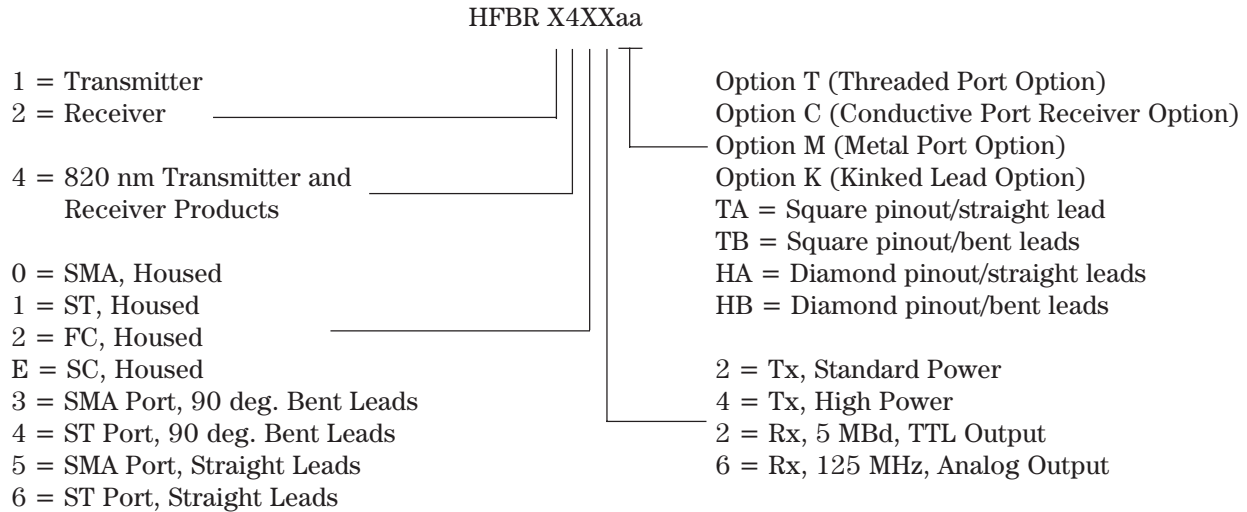 HFBR X4XXaa
1 = Transmitter
2 = Receiver
4 = 820 nm Transmitter and
Receiver Products
0 = SMA, Housed
1 = ST, Housed
2 = FC, Housed
E = SC, Housed
3 = SMA Port, 90 deg. Bent Leads
4 = ST Port, 90 deg. Bent Leads
5 = SMA Port, Straight Leads
6 = ST Port, Straight Leads
Option T (Threaded Port Option)
Option C (Conductive Port Receiver Option)
Option M (Metal Port Option)
Option K (Kinked Lead Option)
TA = Square pinout/straight lead
TB = Square pinout/bent leads
HA = Diamond pinout/straight leads
HB = Diamond pinout/bent leads
2 = Tx, Standard Power
4 = Tx, High Power
2 = Rx, 5 MBd, TTL Output
6 = Rx, 125 MHz, Analog Output